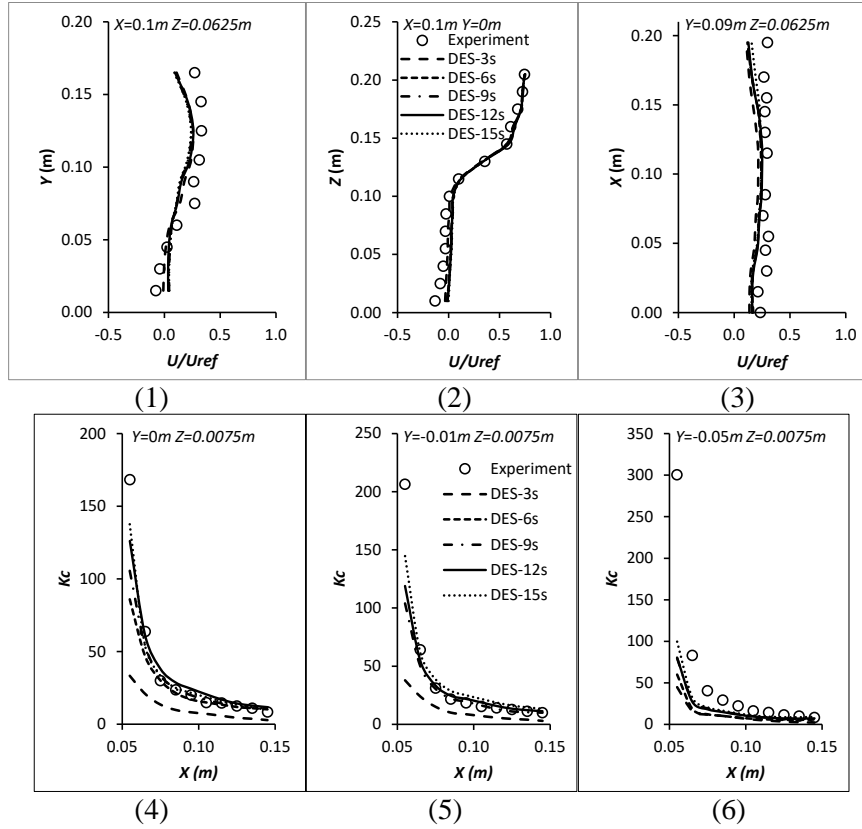 X=0.1m Z=0.0625m
0.20
0.15
0.10
0.05
0.00
Y (m)
-0.5 0.0 0.5 1.0
U/Uref
(1)
X=0.1m Y=0m
Experiment
DES-3s
DES-6s
DES-9s
DES-12s
DES-15s
0.25
0.20
0.15
0.10
0.05
0.00
Z (m)
-0.5 0.0 0.5 1.0
U/Uref
(2)
Y=0.09m Z=0.0625m
0.20
0.15
0.10
0.05
0.00
X (m)
-0.5 0.0 0.5 1.0
U/Uref
(3)
Y=0m Z=0.0075m
200
150
100
50
0
Kc
0.05 0.10 0.15
X (m)
(4)
Y=-0.01m Z=0.0075m
Experiment
DES-3s
DES-6s
DES-9s
DES-12s
DES-15s
250
200
150
100
50
0
Kc
0.05 0.10 0.15
X (m)
(5)
Y=-0.05m Z=0.0075m
350
300
250
200
150
100
50
0
Kc
0.05 0.10 0.15
X (m)
(6)